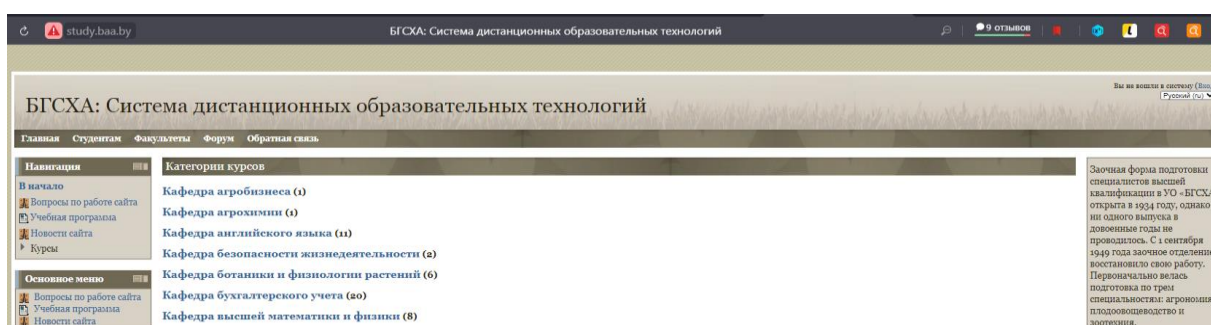 study.baa.by
БГСХА: Система дистанционных образовательных технологий
9 отзывов
Вы не вошли в систему
Русский (ru)
БГСХА: Система дистанционных образовательных технологий
Главная Студентам Факультеты Форум Обратная связь
Навигация
В начало
Вопросы по работе сайта
Учебная программа
Новости сайта
Курсы
Основное меню
Вопросы по работе сайта
Учебная программа
Новости сайта
Категории курсов
Кафедра агробизнеса (1)
Кафедра агрохимии (1)
Кафедра английского языка (11)
Кафедра безопасности жизнедеятельности (2)
Кафедра ботаники и физиологии растений (6)
Кафедра бухгалтерского учета (20)
Кафедра высшей математики и физики (8)
Заочная форма подготовки
специалистов высшей
квалификации в УО «БГСХА
открыта в 1934 году, однако
ни одного выпуска в
довоенные годы не
проводилось. С 1 сентября
1949 года заочное отделение
восстановило свою работу.
Первоначально велась
подготовка по трем
специальностям: агрономия,
плодоовощеводство и
зоотехния.